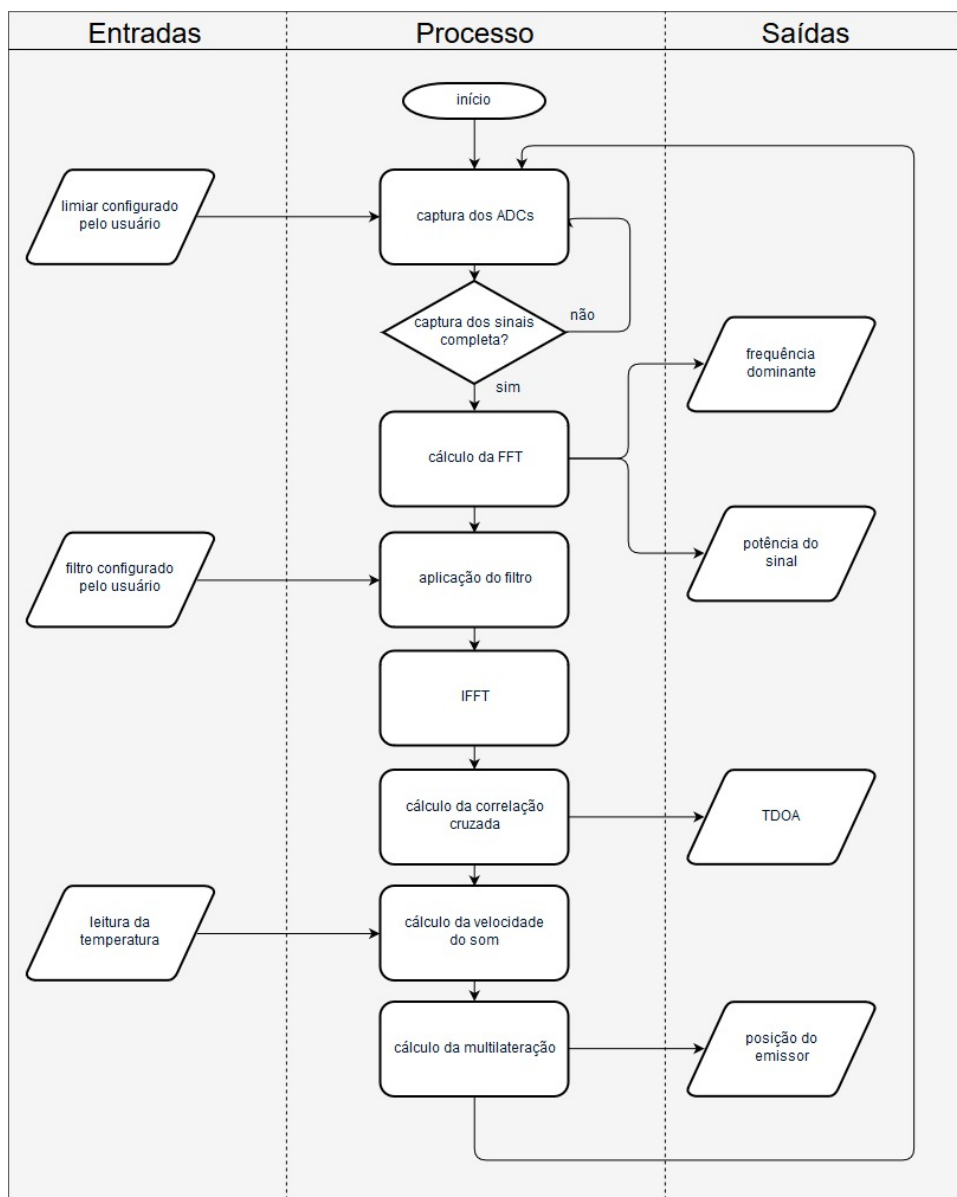 Entradas
Processo
Saídas
início
limiar configurado
pelo usuário
captura dos ADCs
captura dos sinais
completa?
não
sim
frequência
dominante
cálculo da FFT
potência do
sinal
filtro configurado
pelo usuário
aplicação do filtro
IFFT
cálculo da correlação
cruzada
TDOA
leitura da
temperatura
cálculo da velocidade
do som
cálculo da multilateração
posição do
emissor